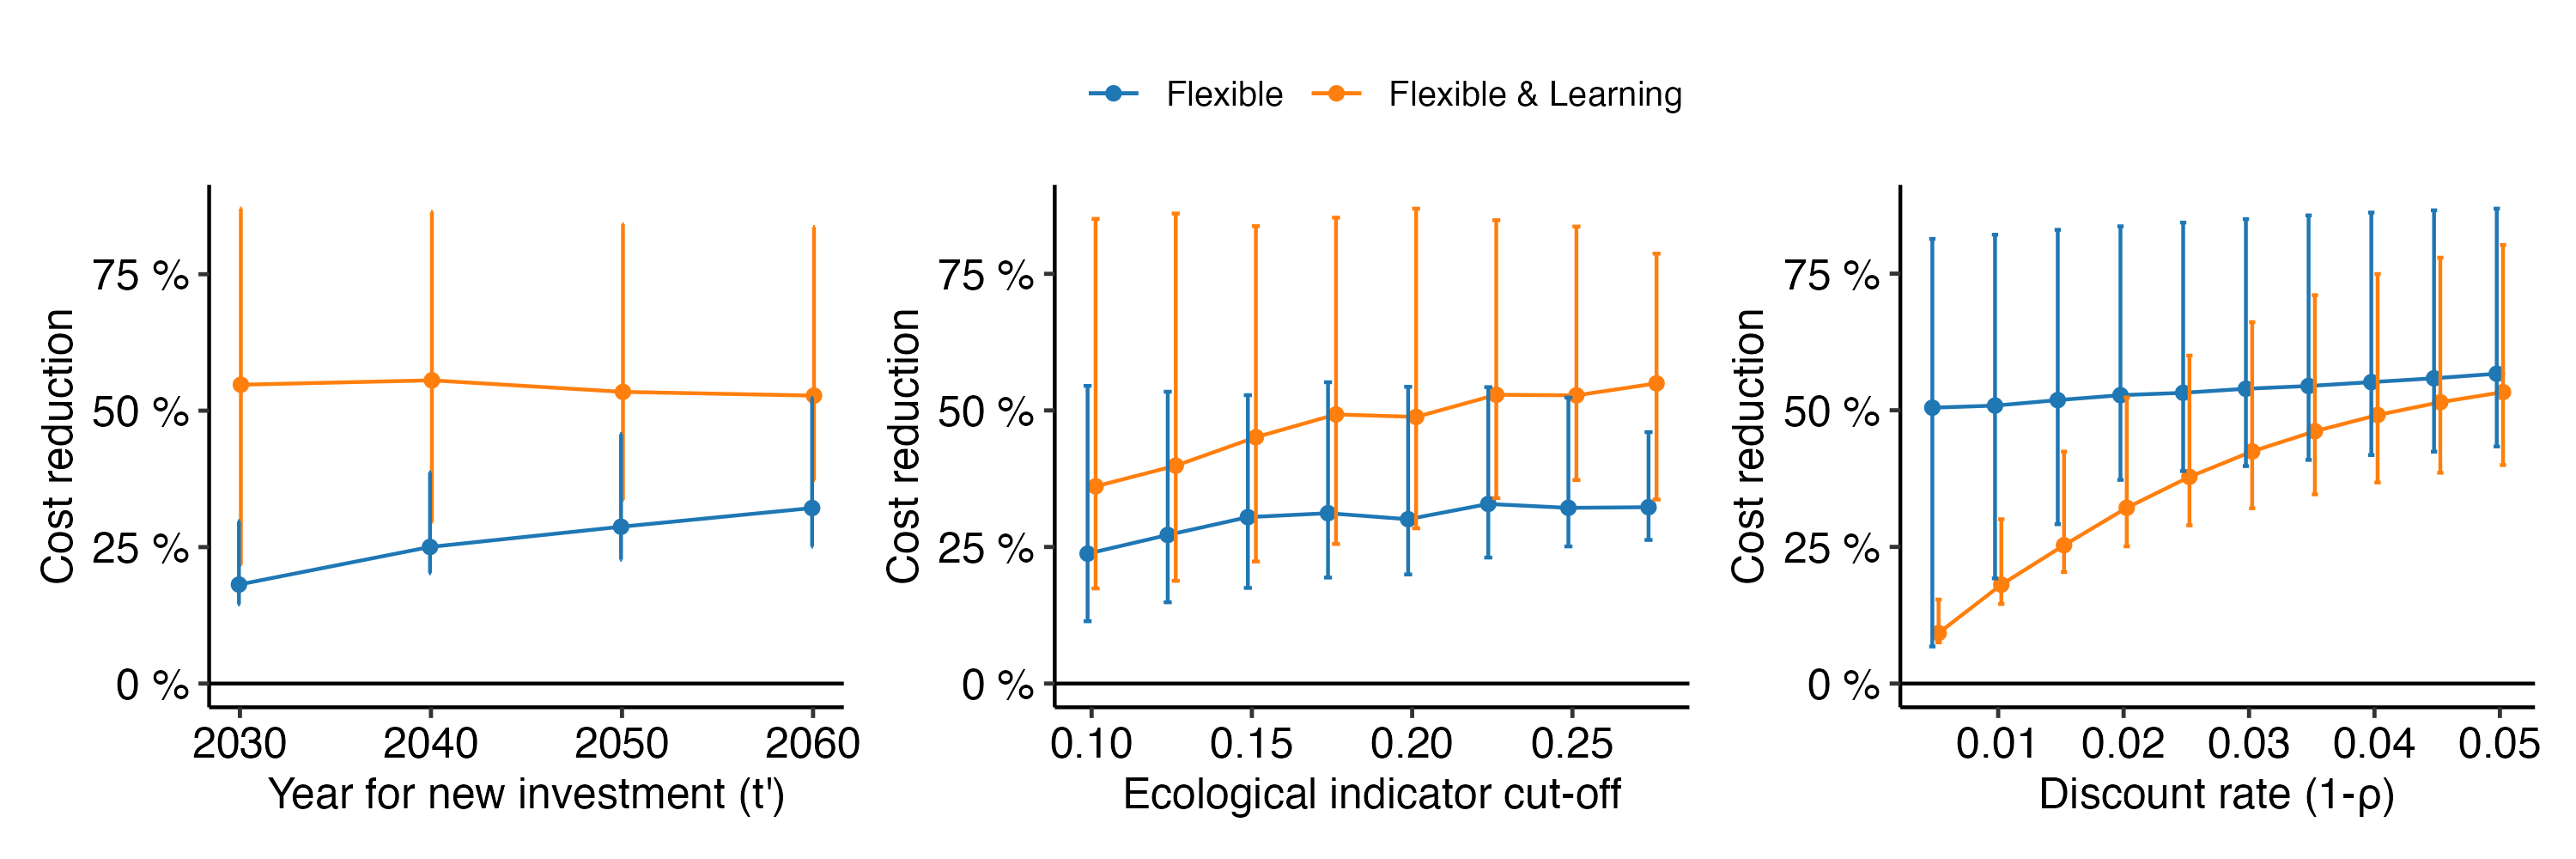 Flexible Flexible & Learning
Cost reduction
75 %
50 %
25 %
0 %
2030 2040 2050 2060
Year for new investment (t')
Cost reduction
75 %
50 %
25 %
0 %
0.10 0.15 0.20 0.25
Ecological indicator cut-off
Cost reduction
75 %
50 %
25 %
0 %
0.01 0.02 0.03 0.04 0.05
Discount rate (1-ρ)